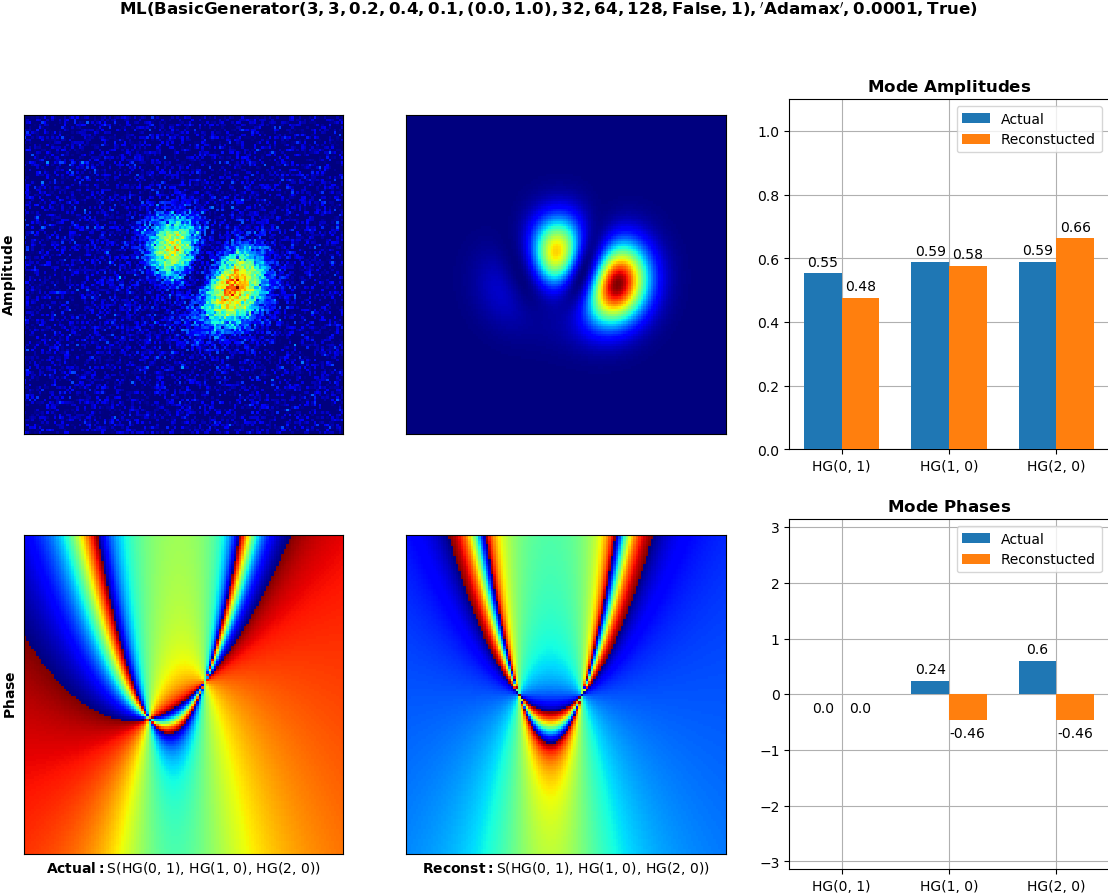 ML(BasicGenerator(3, 3, 0.2, 0.4, 0.1, (0.0, 1.0), 32, 64, 128, False, 1), 'Adamax', 0.0001, True)
Amplitude
Mode Amplitudes
Actual
Reconstucted
1.0
0.8
0.6
0.4
0.2
0.0
0.55
0.48
0.59
0.58
0.59
0.66
HG(0, 1)
HG(1, 0)
HG(2, 0)
Phase
Actual: S(HG(0, 1), HG(1, 0), HG(2, 0))
Reconst: S(HG(0, 1), HG(1, 0), HG(2, 0))
Mode Phases
Actual
Reconstucted
3
2
1
0
−1
−2
−3
0.0
0.0
0.24
-0.46
0.6
-0.46
HG(0, 1)
HG(1, 0)
HG(2, 0)